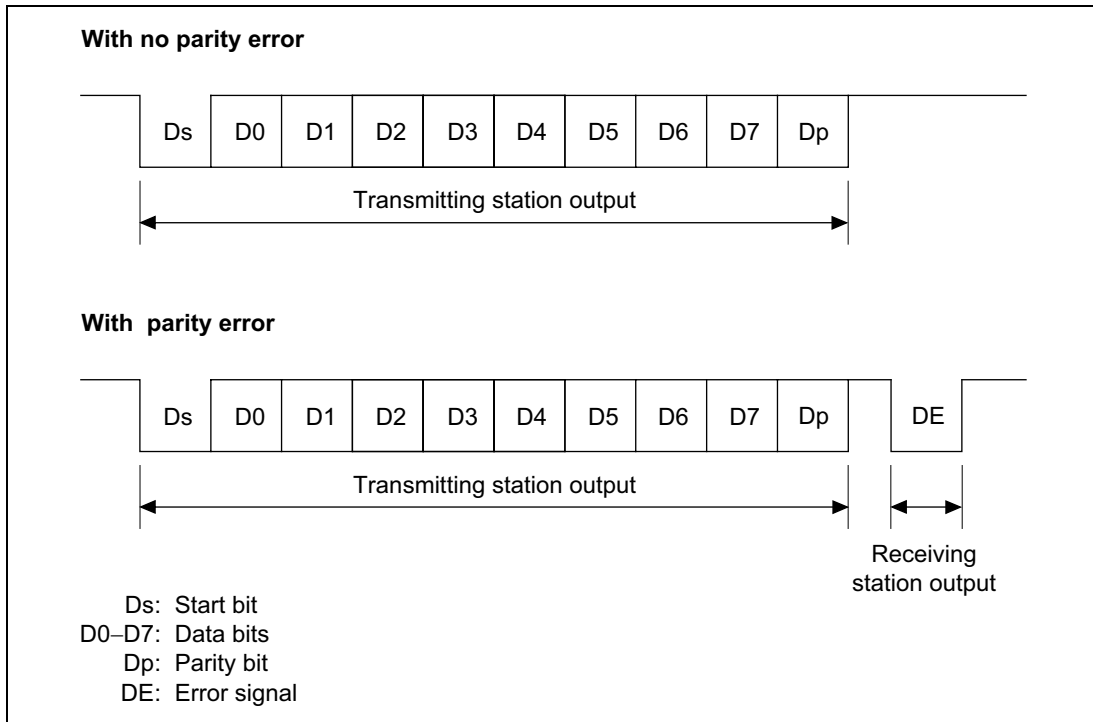 With no parity error
Ds D0 D1 D2 D3 D4 D5 D6 D7 Dp
Transmitting station output
With parity error
Ds D0 D1 D2 D3 D4 D5 D6 D7 Dp DE
Transmitting station output
Receiving
station output
Ds: Start bit
D0–D7: Data bits
Dp: Parity bit
DE: Error signal